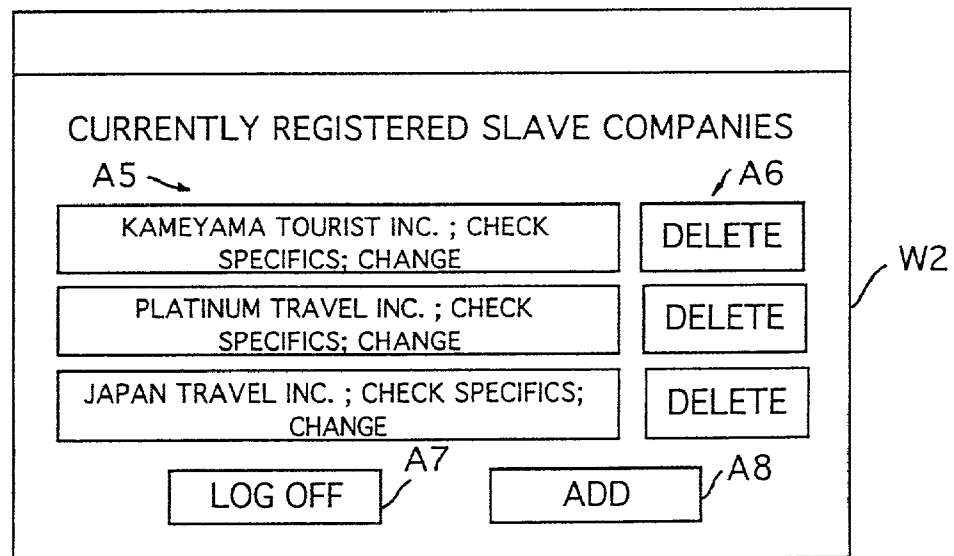 CURRENTLY REGISTERED SLAVE COMPANIES
A5
A6
KAMEYAMA TOURIST INC. ; CHECK
SPECIFICS; CHANGE
DELETE
W2
PLATINUM TRAVEL INC. ; CHECK
SPECIFICS; CHANGE
DELETE
JAPAN TRAVEL INC. ; CHECK SPECIFICS;
CHANGE
DELETE
A7
A8
LOG OFF
ADD